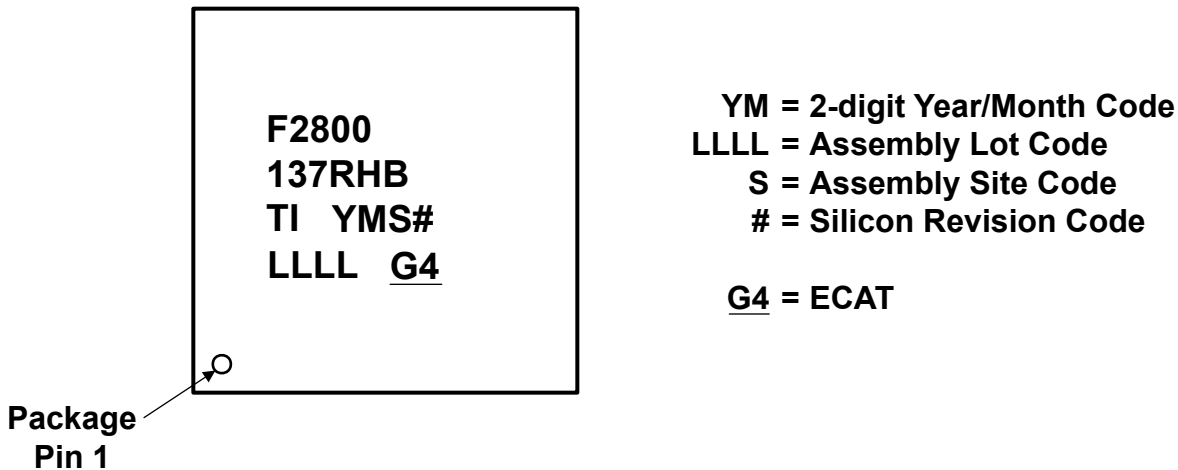 F2800
137RHB
TI YMS#
LLLL G4
Package
Pin 1
YM = 2-digit Year/Month Code
LLLL = Assembly Lot Code
S = Assembly Site Code
# = Silicon Revision Code
G4 = ECAT